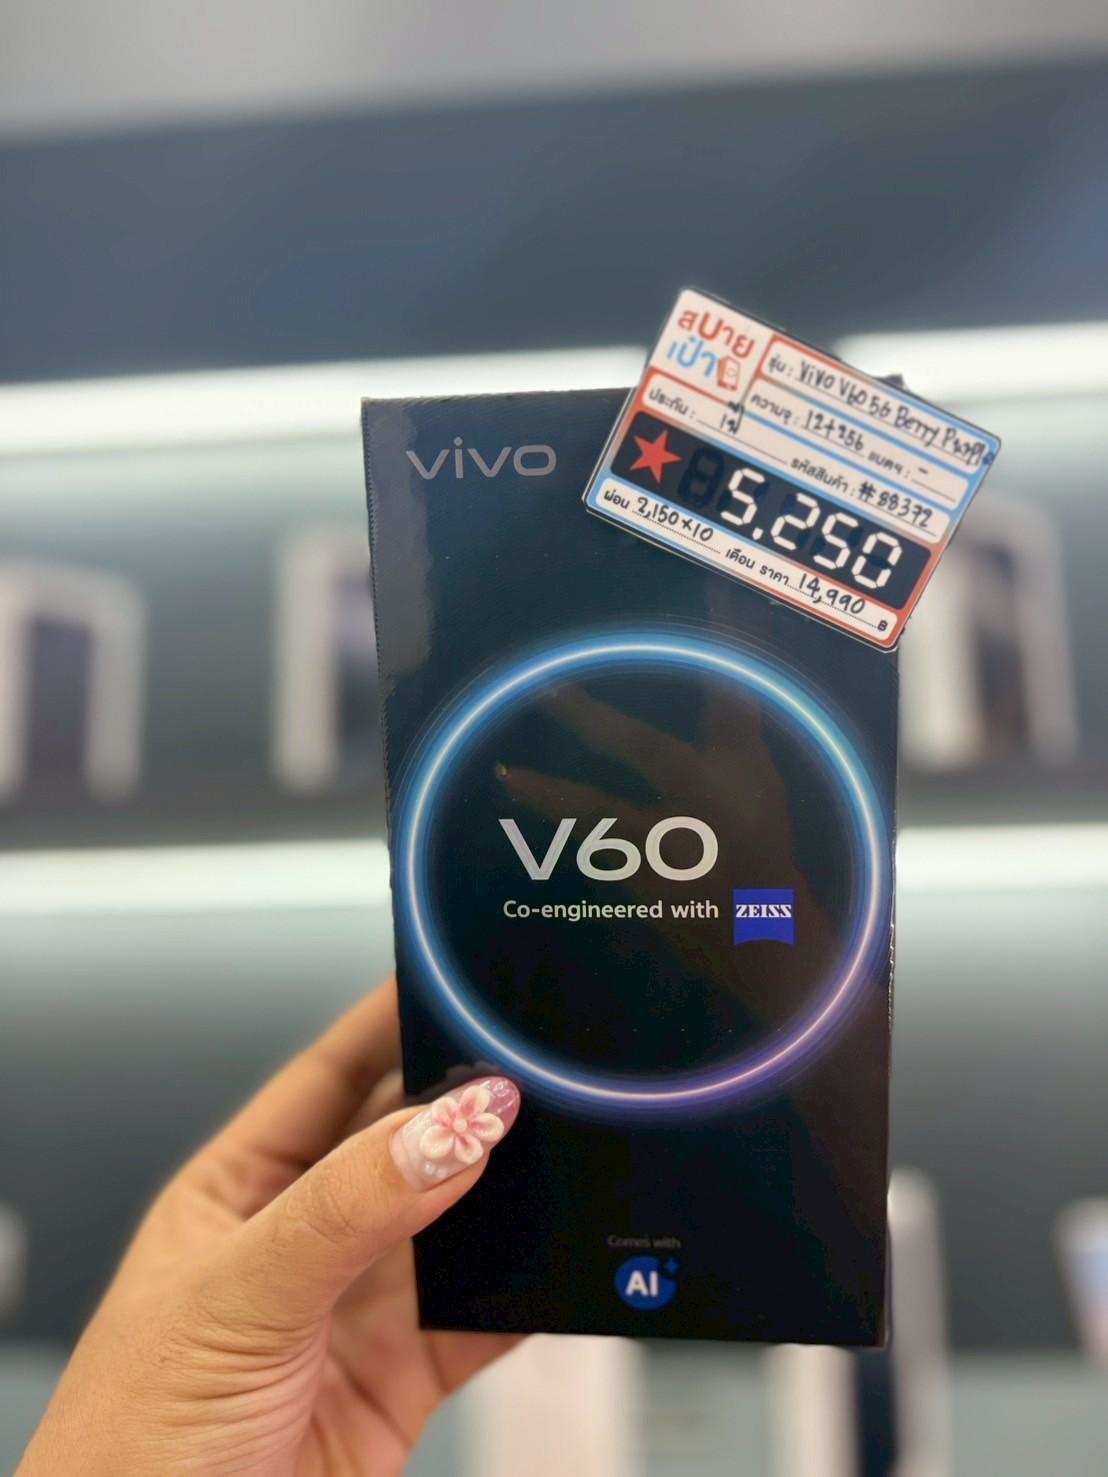 vivo
สบาย
เป๋า
รุ่น : ViVO V60 5G Berry Purple
ความจุ : 12+256 แบตฯ : -
ประกัน : 1ปี
รหัสสินค้า : #88372
5,250
ผ่อน 2,150 x 10 เดือน ราคา 14,990 ฿
V60
Co-engineered with ZEISS
Comes with
AI